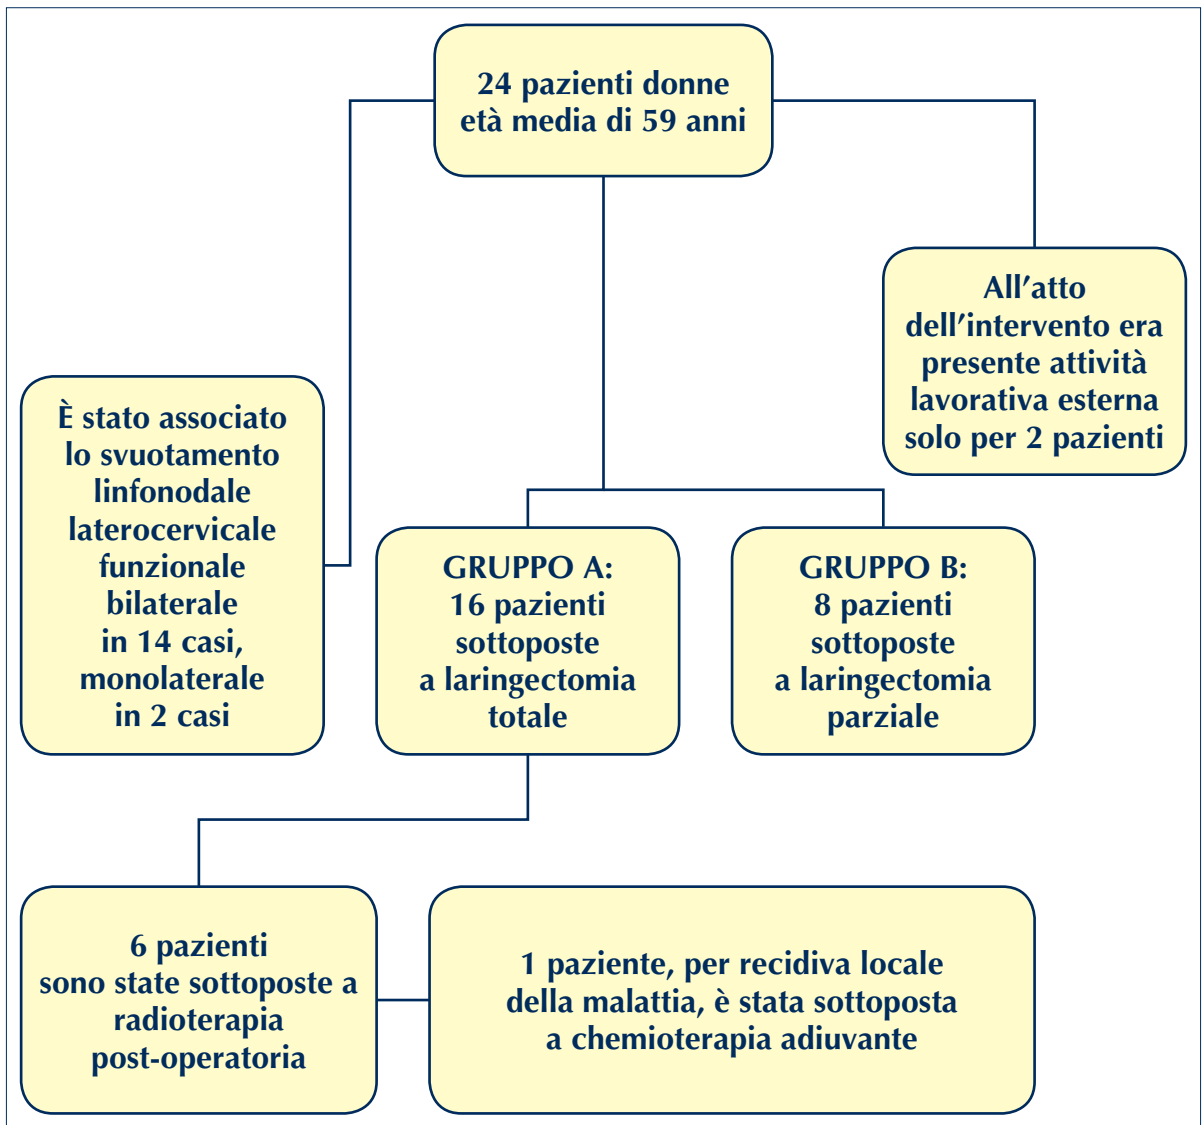 24 pazienti donne
età media di 59 anni
All'atto
dell'intervento era
presente attività
lavorativa esterna
solo per 2 pazienti
È stato associato
lo svuotamento
linfonodale
laterocervicale
funzionale
bilaterale
in 14 casi,
monolaterale
in 2 casi
GRUPPO A:
16 pazienti
sottoposte
a laringectomia
totale
GRUPPO B:
8 pazienti
sottoposte
a laringectomia
parziale
6 pazienti
sono state sottoposte a
radioterapia
post-operatoria
1 paziente, per recidiva locale
della malattia, è stata sottoposta
a chemioterapia adiuvante